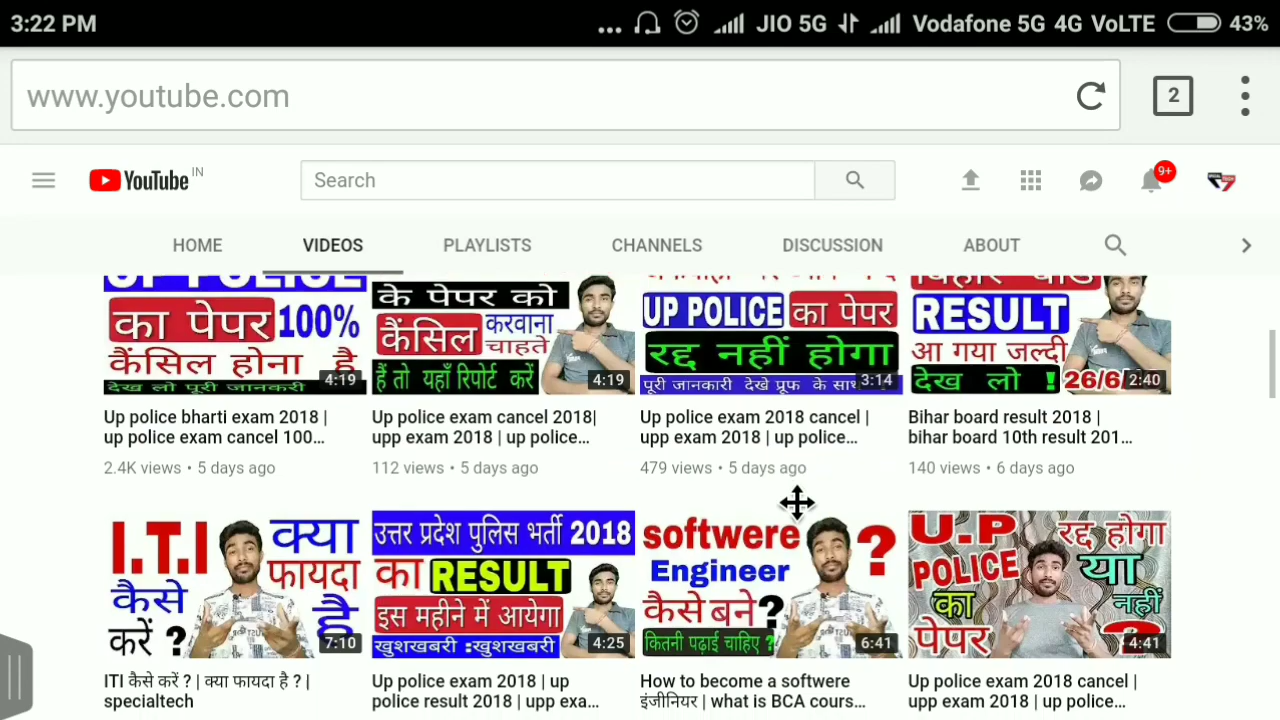 3:22 PM ... JIO 5G Vodafone 5G 4G VoLTE 43%
www.youtube.com 2
YouTube IN Search 9+
HOME VIDEOS PLAYLISTS CHANNELS DISCUSSION ABOUT
UP POLICE
का पेपर 100%
कैंसिल होना है
देख लो पूरी जानकरी 4:19
के पेपर को
कैंसिल करवाना
चाहते
हैं तो यहाँ रिपोर्ट करें 4:19
UP POLICE का पेपर
रद्द नहीं होगा
पूरी जानकारी देखे प्रूफ के साथ 3:14
बिहार बोर्ड
RESULT
आ गया जल्दी
देख लो ! 26/6/ 2:40
Up police bharti exam 2018 |
up police exam cancel 100...
2.4K views • 5 days ago
Up police exam cancel 2018|
upp exam 2018 | up police...
112 views • 5 days ago
Up police exam 2018 cancel |
upp exam 2018 | up police...
479 views • 5 days ago
Bihar board result 2018 |
bihar board 10th result 201...
140 views • 6 days ago
I.T.I क्या
फायदा
कैसे है
करें ? 7:10
उत्तर प्रदेश पुलिस भर्ती 2018
का RESULT
इस महीने में आयेगा
खुशखबरी :खुशखबरी 4:25
softwere ?
Engineer
कैसे बने?
कितनी पढ़ाई चाहिए ? 6:41
U.P रद्द होगा
POLICE या
का नहीं
पेपर ? 4:41
ITI कैसे करें ? | क्या फायदा है ? |
specialtech
Up police exam 2018 | up
police result 2018 | upp exa...
How to become a softwere
इंजीनियर | what is BCA cours...
Up police exam 2018 cancel |
upp exam 2018 | up police...